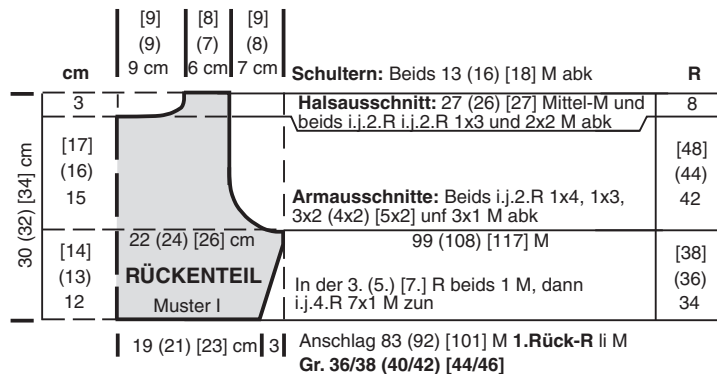 [9] [8] [9]
(9) (7) (8)
9 cm 6 cm 7 cm
Schultern: Beids 13 (16) [18] M abk
cm
R
3
Halsausschnitt: 27 (26) [27] Mittel-M und
beids i.j.2.R i.j.2.R 1x3 und 2x2 M abk
8
30 (32) [34] cm
[17]
(16)
15
Armausschnitte: Beids i.j.2.R 1x4, 1x3,
3x2 (4x2) [5x2] unf 3x1 M abk
[48]
(44)
42
22 (24) [26] cm
99 (108) [117] M
[14]
(13)
12
RÜCKENTEIL
Muster I
In der 3. (5.) [7.] R beids 1 M, dann
i.j.4.R 7x1 M zun
[38]
(36)
34
19 (21) [23] cm 3
Anschlag 83 (92) [101] M 1.Rück-R li M
Gr. 36/38 (40/42) [44/46]